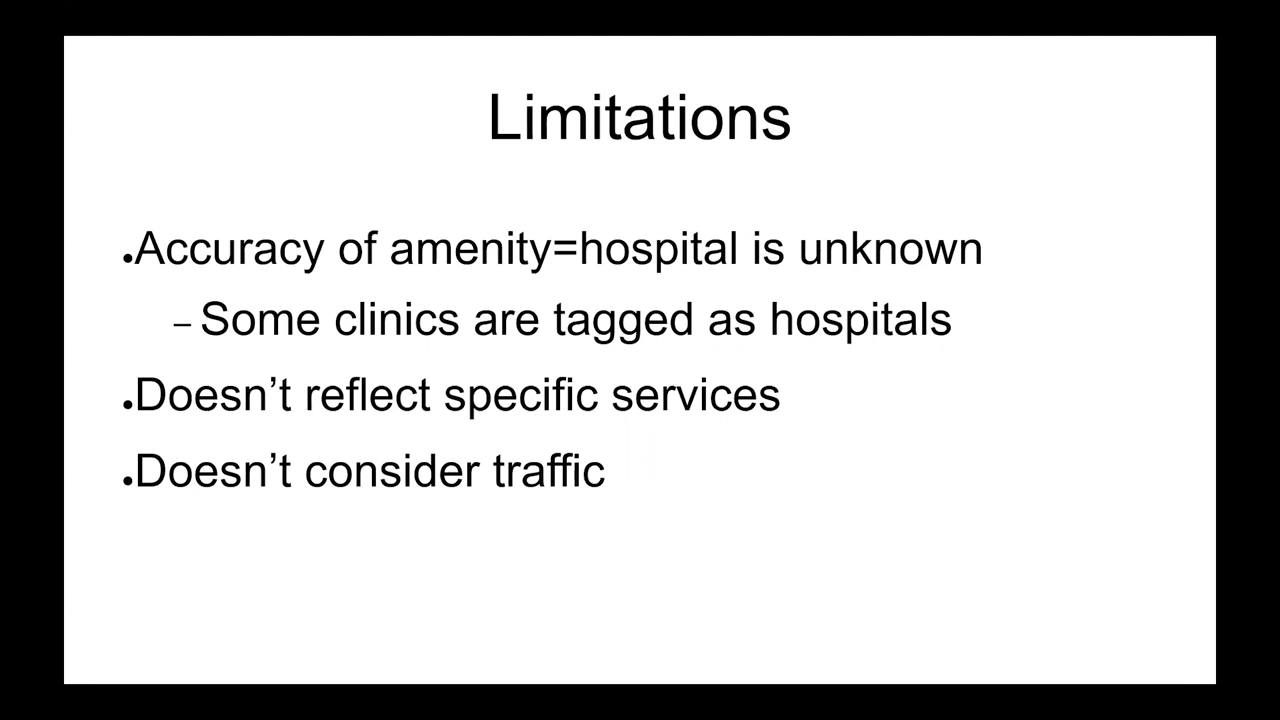 Limitations
●Accuracy of amenity=hospital is unknown
– Some clinics are tagged as hospitals
●Doesn’t reflect specific services
●Doesn’t consider traffic